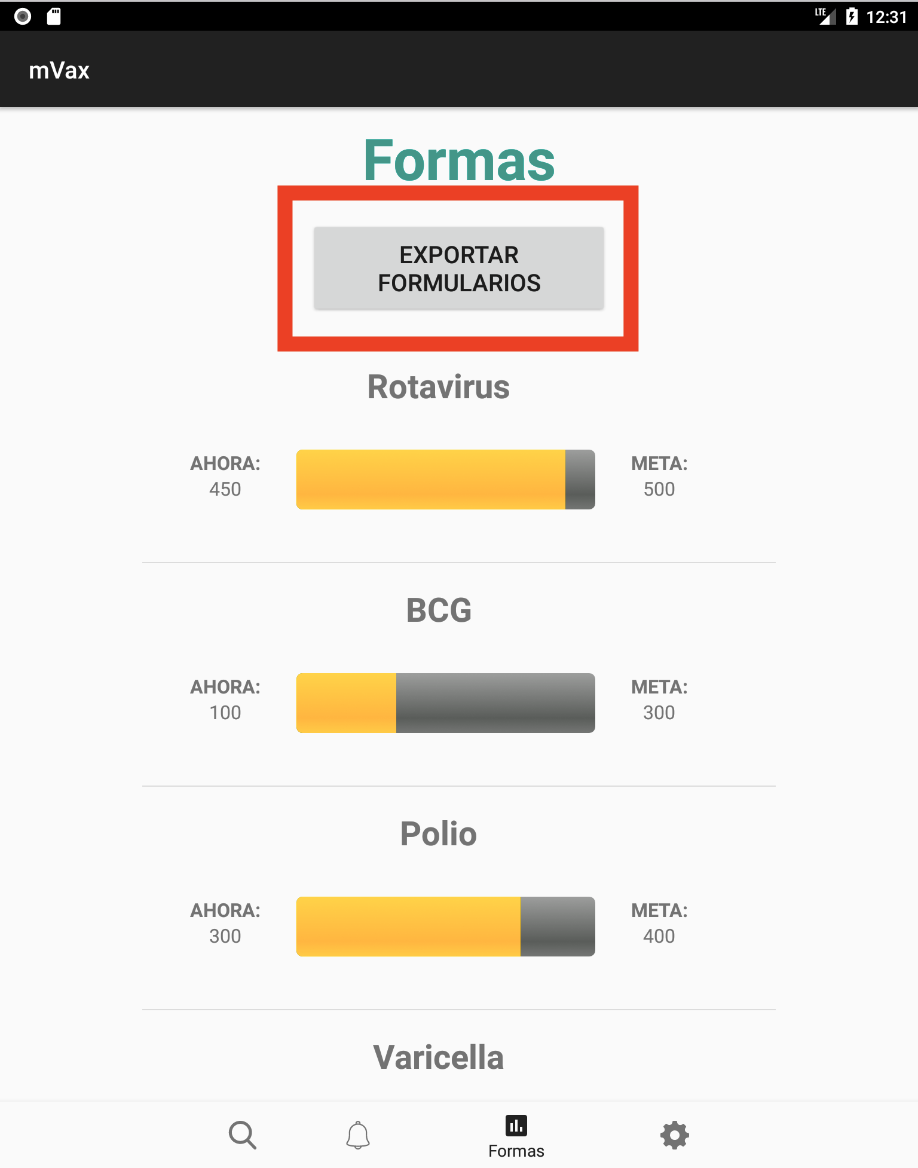 LTE 12:31
mVax
Formas
EXPORTAR
FORMULARIOS
Rotavirus
AHORA: META:
450 500
BCG
AHORA: META:
100 300
Polio
AHORA: META:
300 400
Varicella
Formas